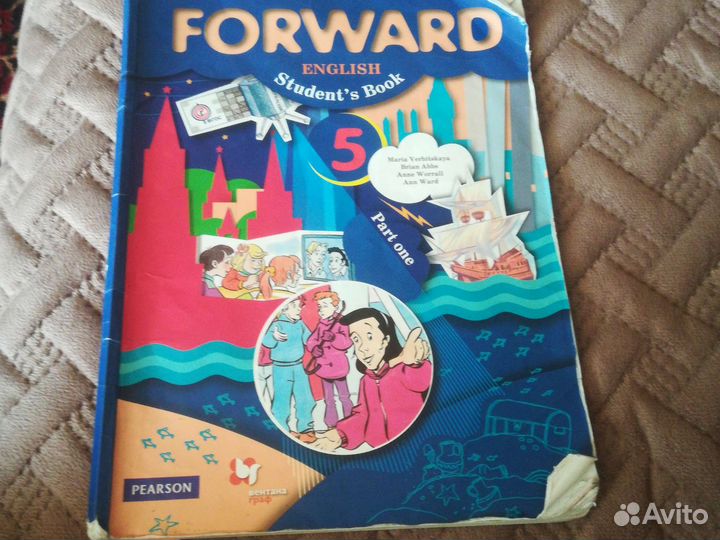 FORWARD
ENGLISH
Student's Book
ФГОС
5
Maria Verbitskaya
Brian Abbs
Anne Worrall
Ann Ward
Part one
PEARSON
вентана
граф
Avito